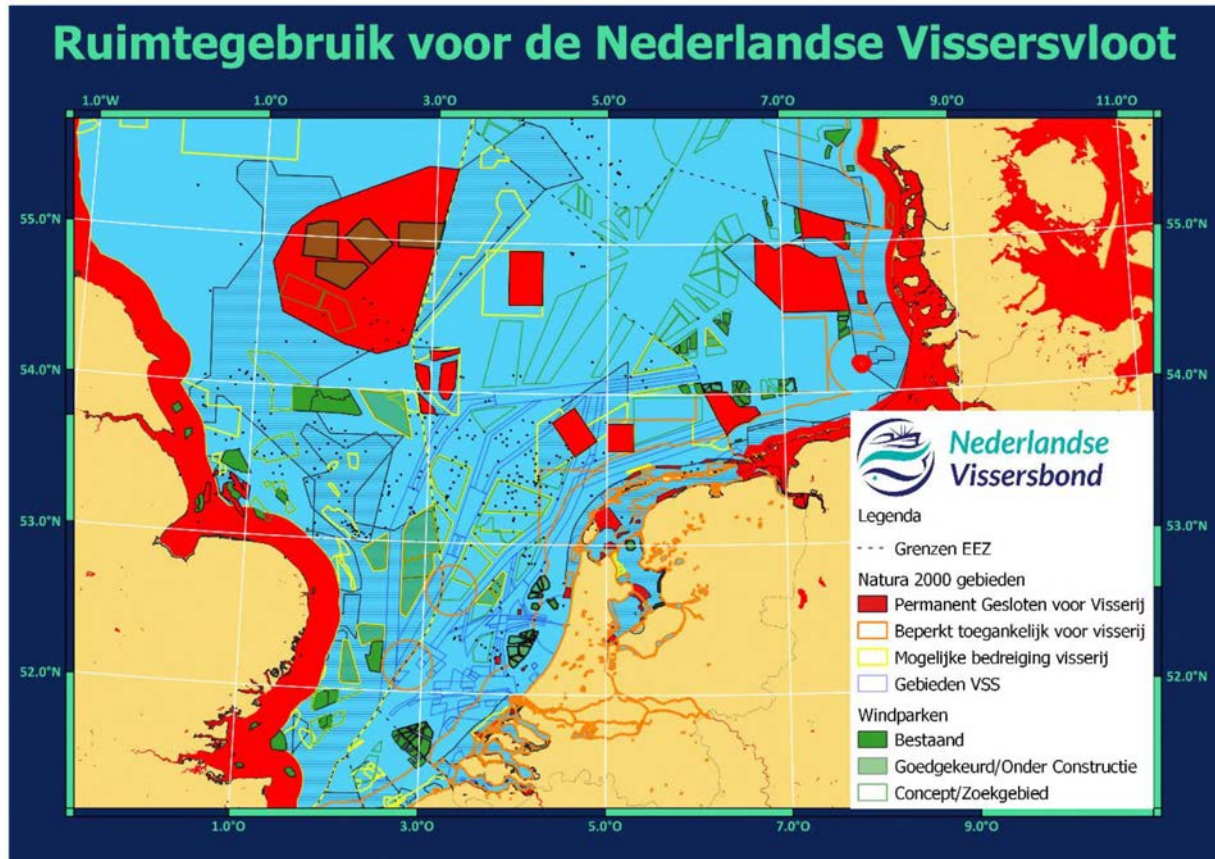 Ruimtegebruik voor de Nederlandse Vissersvloot
1.0°W 1.0°O 3.0°O 5.0°O 7.0°O 9.0°O 11.0°O
55.0°N 55.0°N
54.0°N 54.0°N
53.0°N 53.0°N
52.0°N 52.0°N
Nederlandse
Vissersbond
Legenda
Grenzen EEZ
Natura 2000 gebieden
Permanent Gesloten voor Visserij
Beperkt toegankelijk voor visserij
Mogelijke bedreiging visserij
Gebieden VSS
Windparken
Bestaand
Goedgekeurd/Onder Constructie
Concept/Zoekgebied
1.0°O 3.0°O 5.0°O 7.0°O 9.0°O